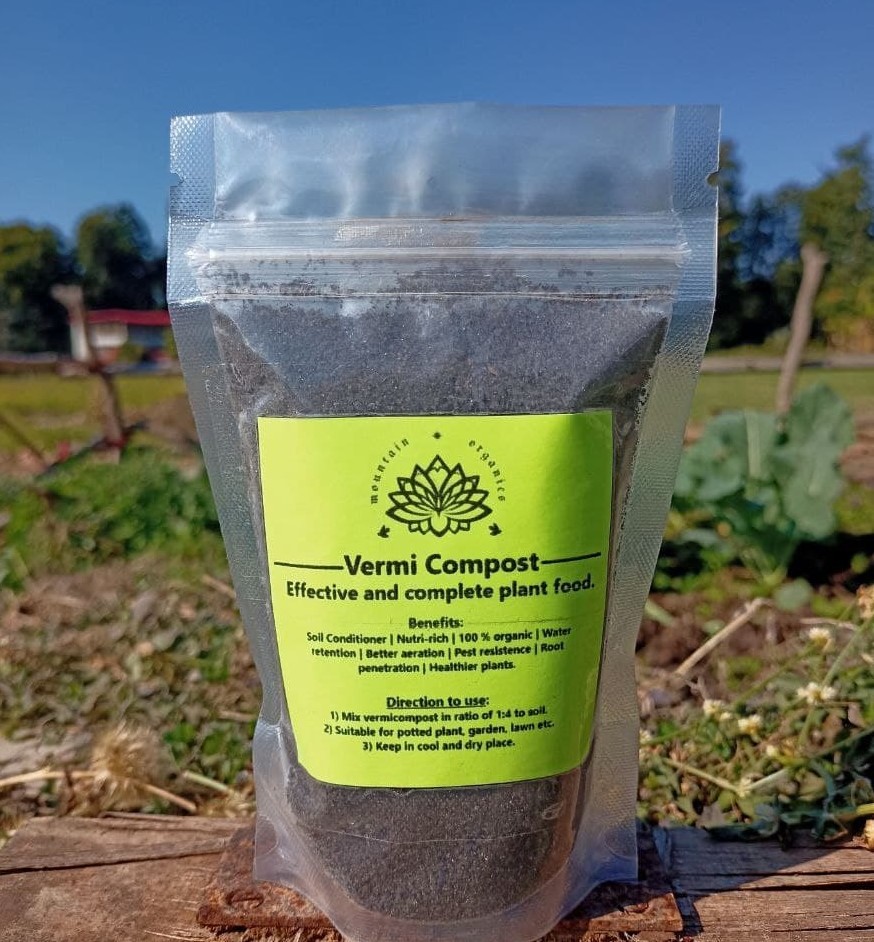 mountain organics
Vermi Compost
Effective and complete plant food.
Benefits:
Soil Conditioner | Nutri-rich | 100 % organic | Water
retention | Better aeration | Pest resistence | Root
penetration | Healthier plants.
Direction to use:
1) Mix vermicompost in ratio of 1:4 to soil.
2) Suitable for potted plant, garden, lawn etc.
3) Keep in cool and dry place.